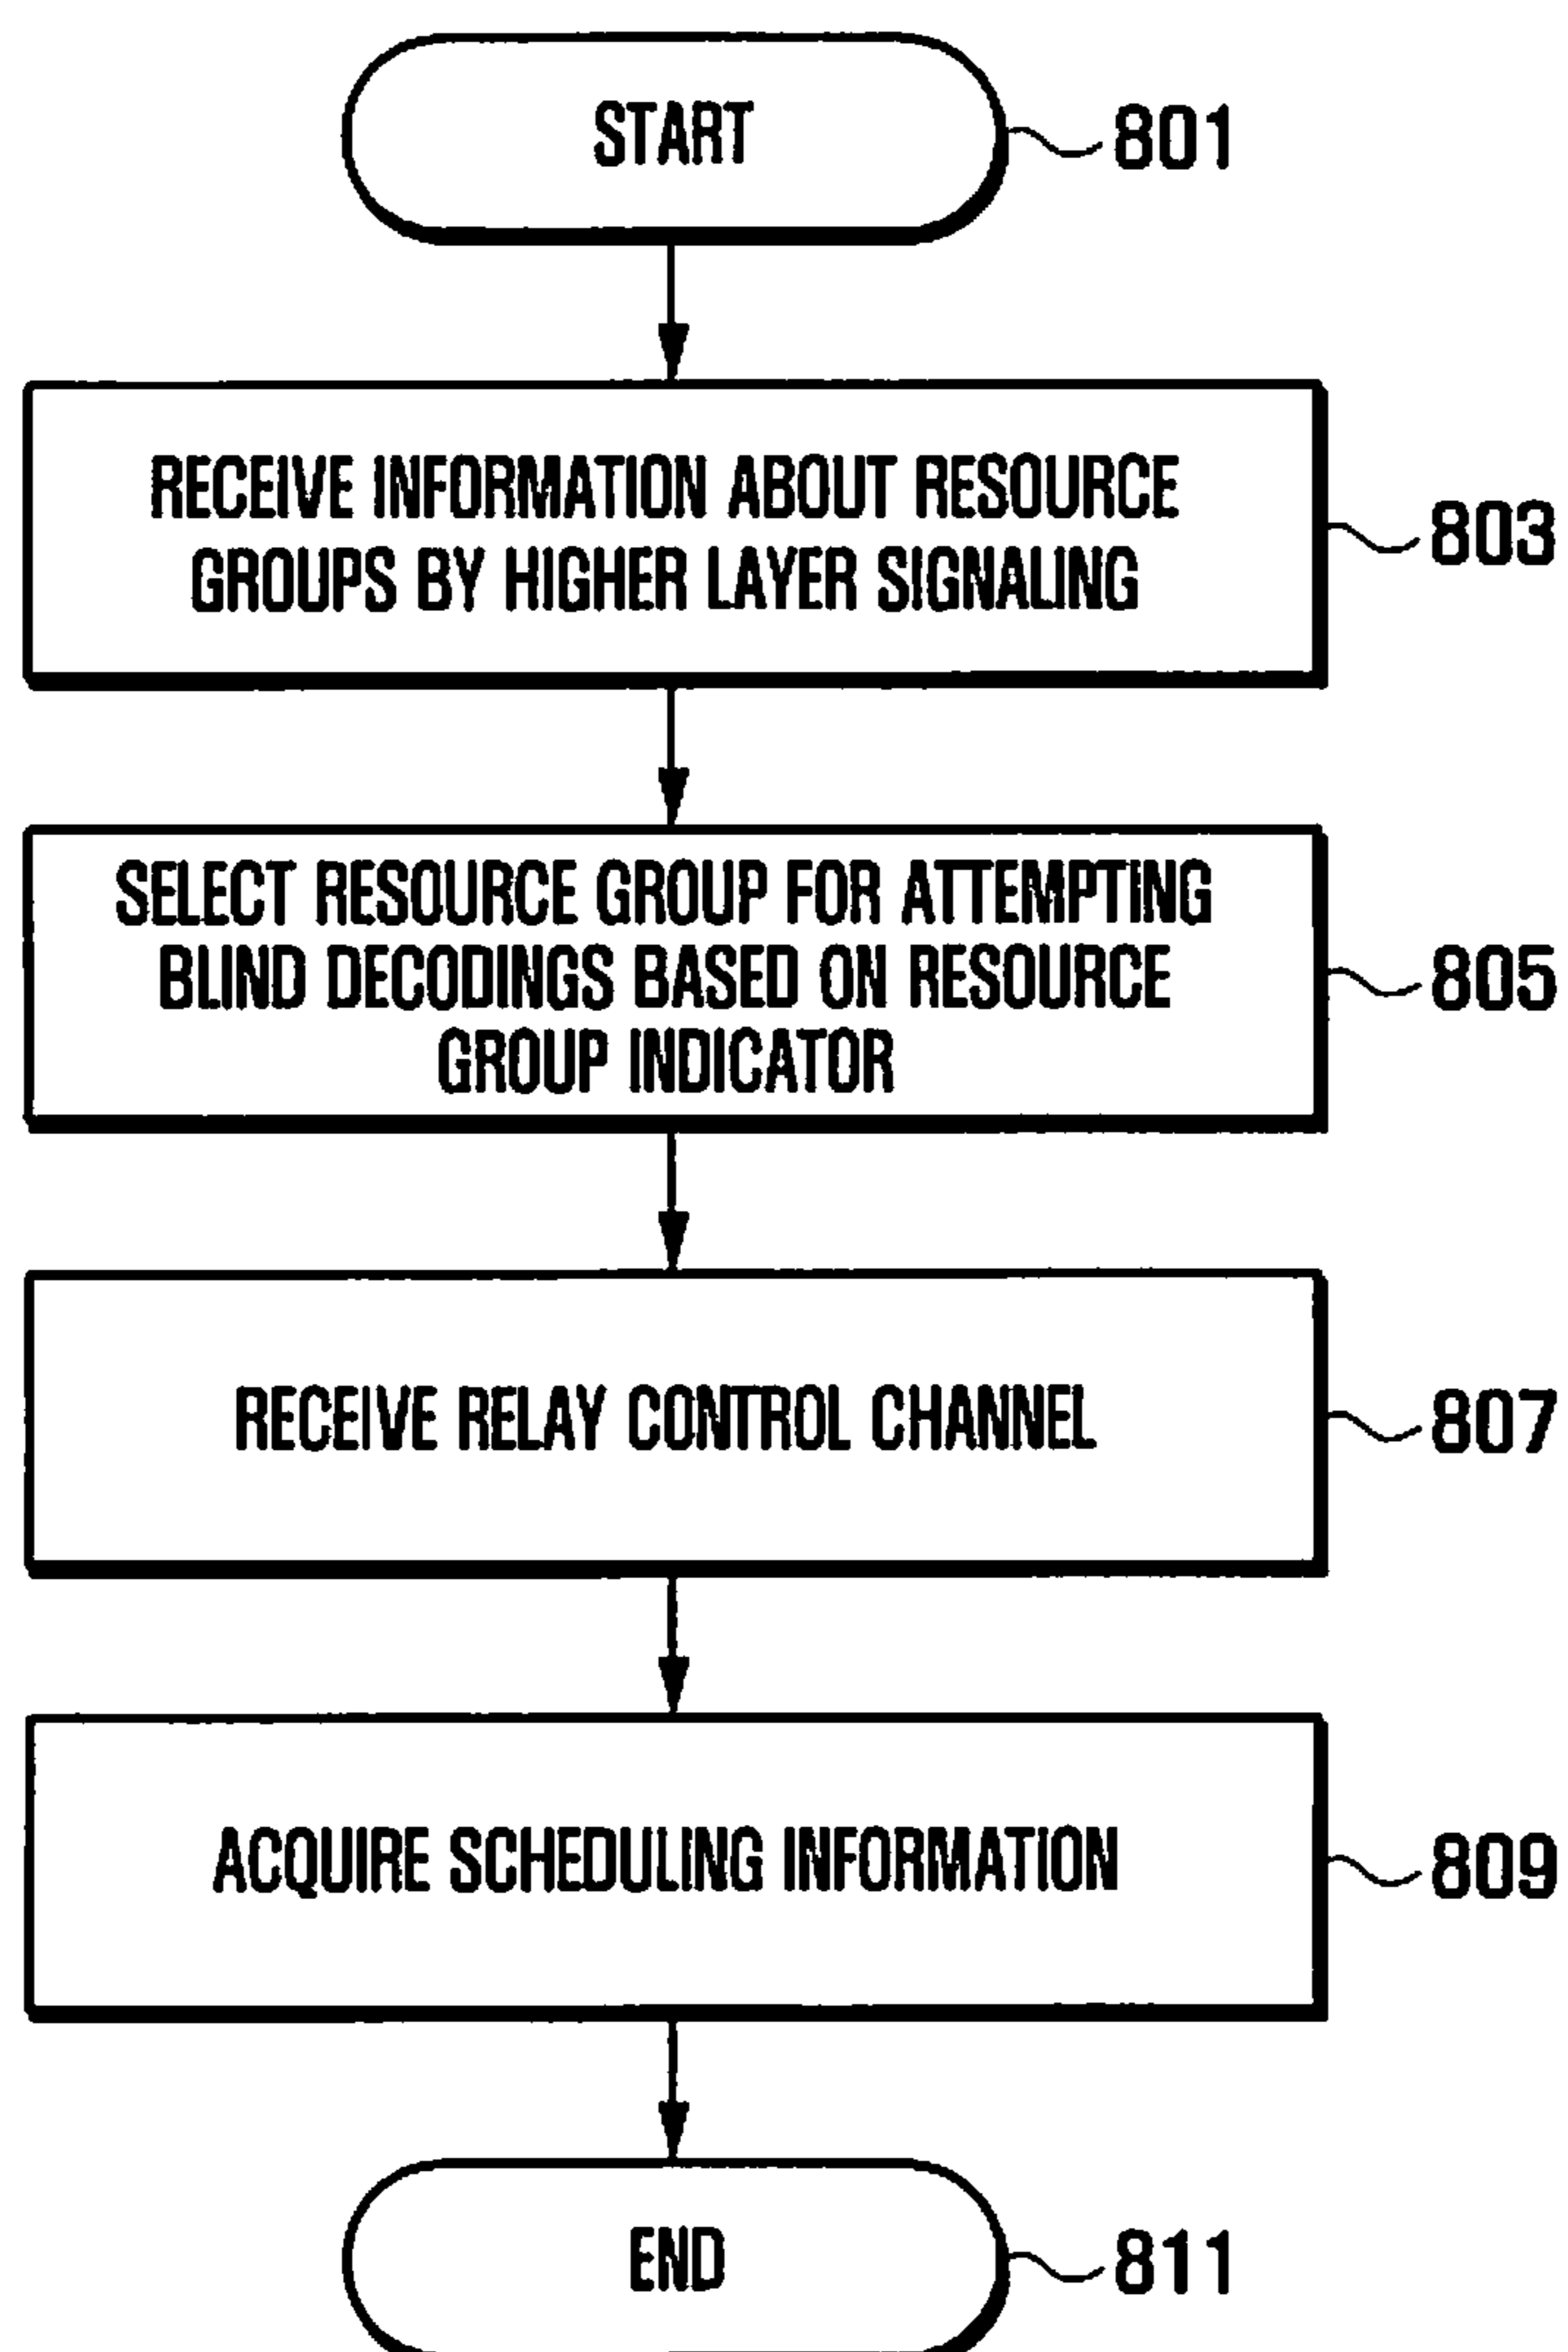 START
801
RECEIVE INFORMATION ABOUT RESOURCE
GROUPS BY HIGHER LAYER SIGNALING
803
SELECT RESOURCE GROUP FOR ATTEMPTING
BLIND DECODINGS BASED ON RESOURCE
GROUP INDICATOR
805
RECEIVE RELAY CONTROL CHANNEL
807
ACQUIRE SCHEDULING INFORMATION
809
END
811